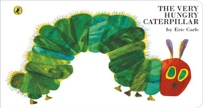 THE VERY
HUNGRY
CATERPILLAR
by Eric Carle